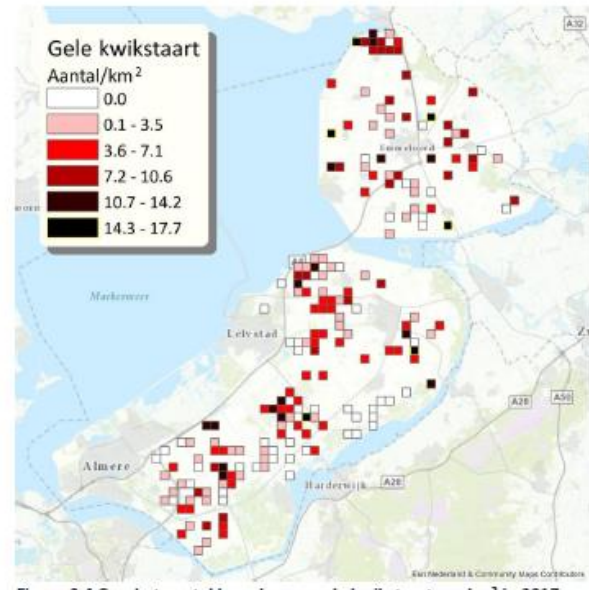 Gele kwikstaart
Aantal/km²
0.0
0.1 - 3.5
3.6 - 7.1
7.2 - 10.6
10.7 - 14.2
14.3 - 17.7
A32
Emmeloord
Markermeer
Lelystad
A28
A50
Almere
Harderwijk
A28
Esri Nederland & Community Maps Contributors